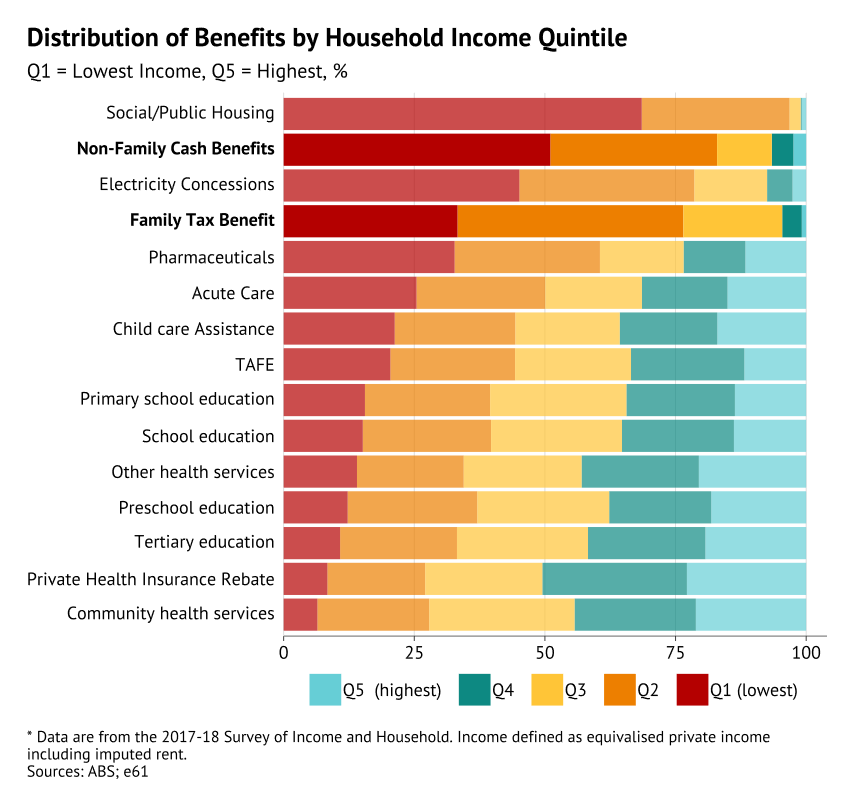 Distribution of Benefits by Household Income Quintile
Q1 = Lowest Income, Q5 = Highest, %
Social/Public Housing
Non-Family Cash Benefits
Electricity Concessions
Family Tax Benefit
Pharmaceuticals
Acute Care
Child care Assistance
TAFE
Primary school education
School education
Other health services
Preschool education
Tertiary education
Private Health Insurance Rebate
Community health services
0 25 50 75 100
Q5 (highest) Q4 Q3 Q2 Q1 (lowest)
* Data are from the 2017-18 Survey of Income and Household. Income defined as equivalised private income
including imputed rent.
Sources: ABS; e61